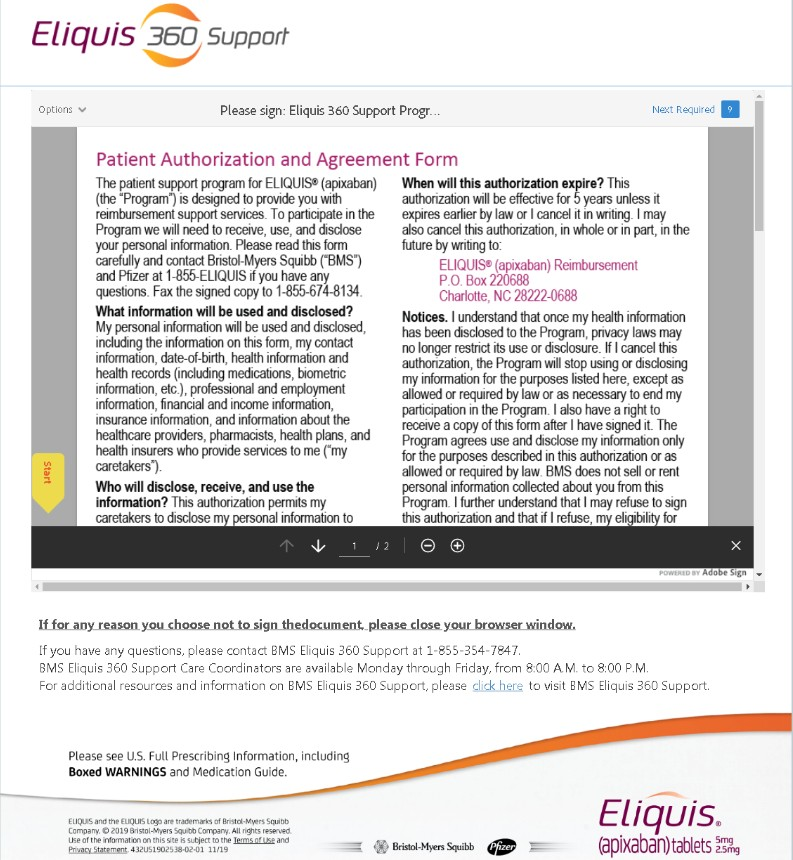 Eliquis 360 Support
Options
Please sign: Eliquis 360 Support Progr...
Next Required 9
Patient Authorization and Agreement Form
The patient support program for ELIQUIS® (apixaban)
(the “Program”) is designed to provide you with
reimbursement support services. To participate in the
Program we will need to receive, use, and disclose
your personal information. Please read this form
carefully and contact Bristol-Myers Squibb (“BMS”)
and Pfizer at 1-855-ELIQUIS if you have any
questions. Fax the signed copy to 1-855-674-8134.
What information will be used and disclosed?
My personal information will be used and disclosed,
including the information on this form, my contact
information, date-of-birth, health information and
health records (including medications, biometric
information, etc.), professional and employment
information, financial and income information,
insurance information, and information about the
healthcare providers, pharmacists, health plans, and
health insurers who provide services to me (“my
caretakers”).
Who will disclose, receive, and use the
information? This authorization permits my
caretakers to disclose my personal information to
When will this authorization expire? This
authorization will be effective for 5 years unless it
expires earlier by law or I cancel it in writing. I may
also cancel this authorization, in whole or in part, in the
future by writing to:
ELIQUIS® (apixaban) Reimbursement
P.O. Box 220688
Charlotte, NC 28222-0688
Notices. I understand that once my health information
has been disclosed to the Program, privacy laws may
no longer restrict its use or disclosure. If I cancel this
authorization, the Program will stop using or disclosing
my information for the purposes listed here, except as
allowed or required by law or as necessary to end my
participation in the Program. I also have a right to
receive a copy of this form after I have signed it. The
Program agrees use and disclose my information only
for the purposes described in this authorization or as
allowed or required by law. BMS does not sell or rent
personal information collected about you from this
Program. I further understand that I may refuse to sign
this authorization and that if I refuse, my eligibility for
Start
1 / 2
POWERED BY Adobe Sign
If for any reason you choose not to sign thedocument, please close your browser window.
If you have any questions, please contact BMS Eliquis 360 Support at 1-855-354-7847.
BMS Eliquis 360 Support Care Coordinators are available Monday through Friday, from 8:00 A.M. to 8:00 P.M.
For additional resources and information on BMS Eliquis 360 Support, please click here to visit BMS Eliquis 360 Support.
Please see U.S. Full Prescribing Information, including
Boxed WARNINGS and Medication Guide.
ELIQUIS and the ELIQUIS Logo are trademarks of Bristol-Myers Squibb
Company. © 2019 Bristol-Myers Squibb Company. All rights reserved.
Use of the information on this site is subject to the Terms of Use and
Privacy Statement. 432US1902538-02-01 11/19
Bristol-Myers Squibb
Pfizer
Eliquis®
(apixaban) tablets 5mg
2.5mg